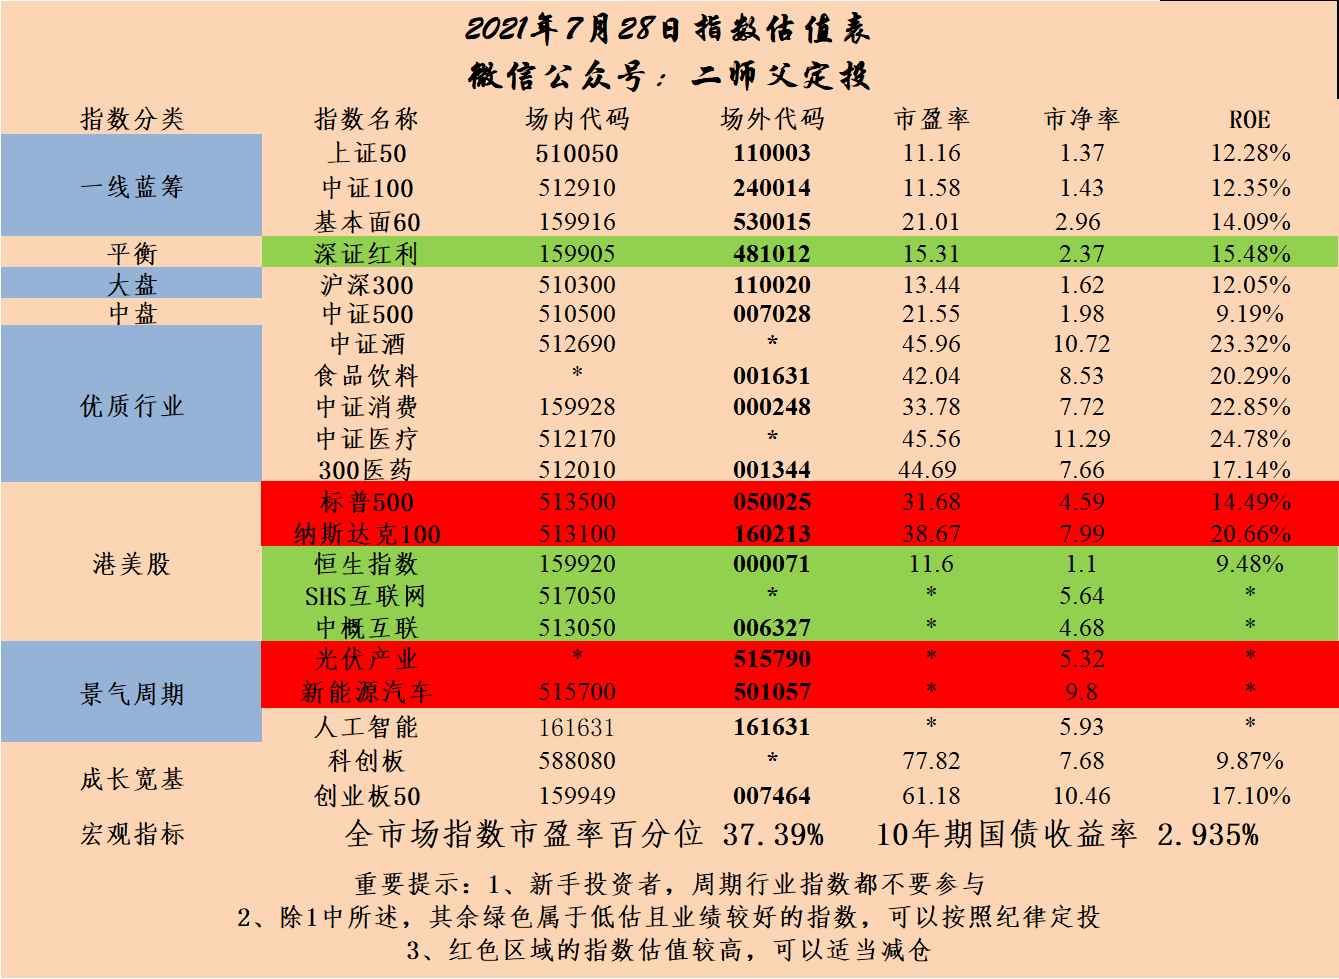 2021年7月28日指数估值表
微信公众号：二师父定投
指数分类 指数名称 场内代码 场外代码 市盈率 市净率 ROE
一线蓝筹 上证50 510050 110003 11.16 1.37 12.28%
中证100 512910 240014 11.58 1.43 12.35%
基本面60 159916 530015 21.01 2.96 14.09%
平衡 深证红利 159905 481012 15.31 2.37 15.48%
大盘 沪深300 510300 110020 13.44 1.62 12.05%
中盘 中证500 510500 007028 21.55 1.98 9.19%
优质行业 中证酒 512690 * 45.96 10.72 23.32%
食品饮料 * 001631 42.04 8.53 20.29%
中证消费 159928 000248 33.78 7.72 22.85%
中证医疗 512170 * 45.56 11.29 24.78%
300医药 512010 001344 44.69 7.66 17.14%
港美股 标普500 513500 050025 31.68 4.59 14.49%
纳斯达克100 513100 160213 38.67 7.99 20.66%
恒生指数 159920 000071 11.6 1.1 9.48%
SHS互联网 517050 * * 5.64 *
中概互联 513050 006327 * 4.68 *
景气周期 光伏产业 * 515790 * 5.32 *
新能源汽车 515700 501057 * 9.8 *
人工智能 161631 161631 * 5.93 *
成长宽基 科创板 588080 * 77.82 7.68 9.87%
创业板50 159949 007464 61.18 10.46 17.10%
宏观指标 全市场指数市盈率百分位 37.39% 10年期国债收益率 2.935%
重要提示：1、新手投资者，周期行业指数都不要参与
2、除1中所述，其余绿色属于低估且业绩较好的指数，可以按照纪律定投
3、红色区域的指数估值较高，可以适当减仓